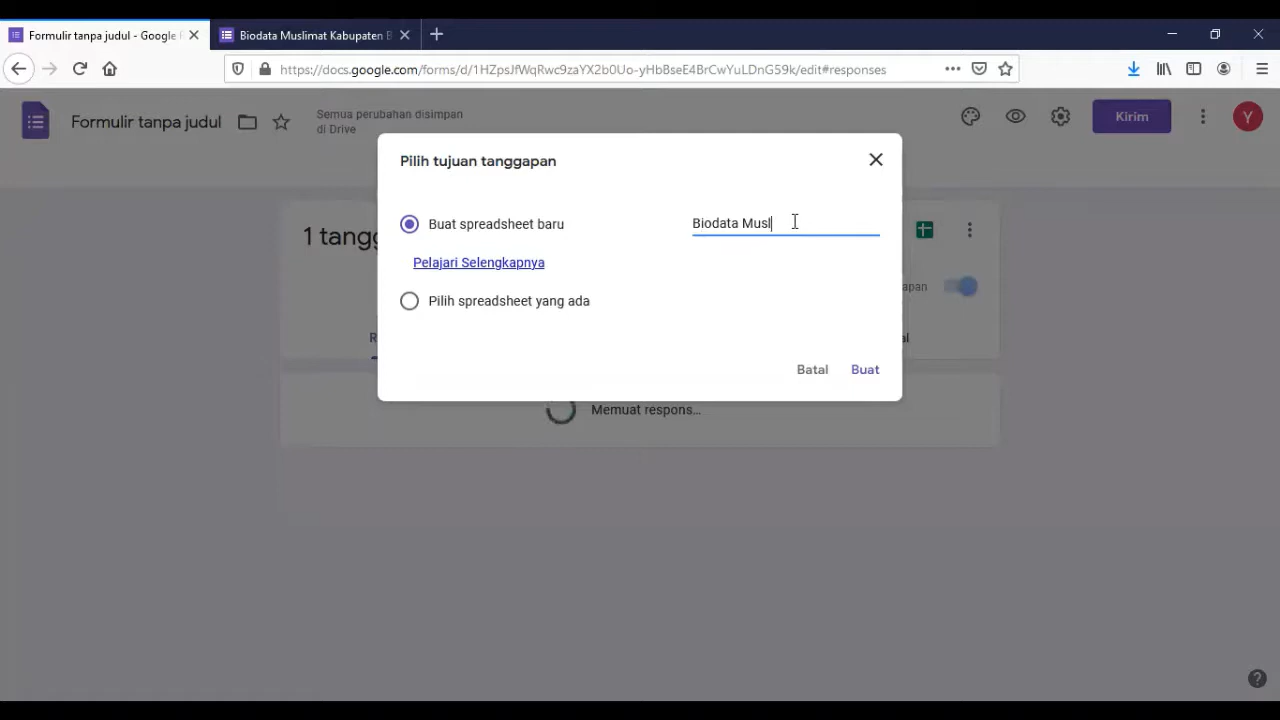 Formulir tanpa judul - Google F
Biodata Muslimat Kabupaten B
https://docs.google.com/forms/d/1HZpsJfWqRwc9zaYX2b0Uo-yHbBseE4BrCwYuLDnG59k/edit#responses
Formulir tanpa judul
Semua perubahan disimpan
di Drive
Kirim
Y
Pilih tujuan tanggapan
Buat spreadsheet baru
Biodata Musl
1 tangg
Pelajari Selengkapnya
apan
Pilih spreadsheet yang ada
R
al
Batal
Buat
Memuat respons…